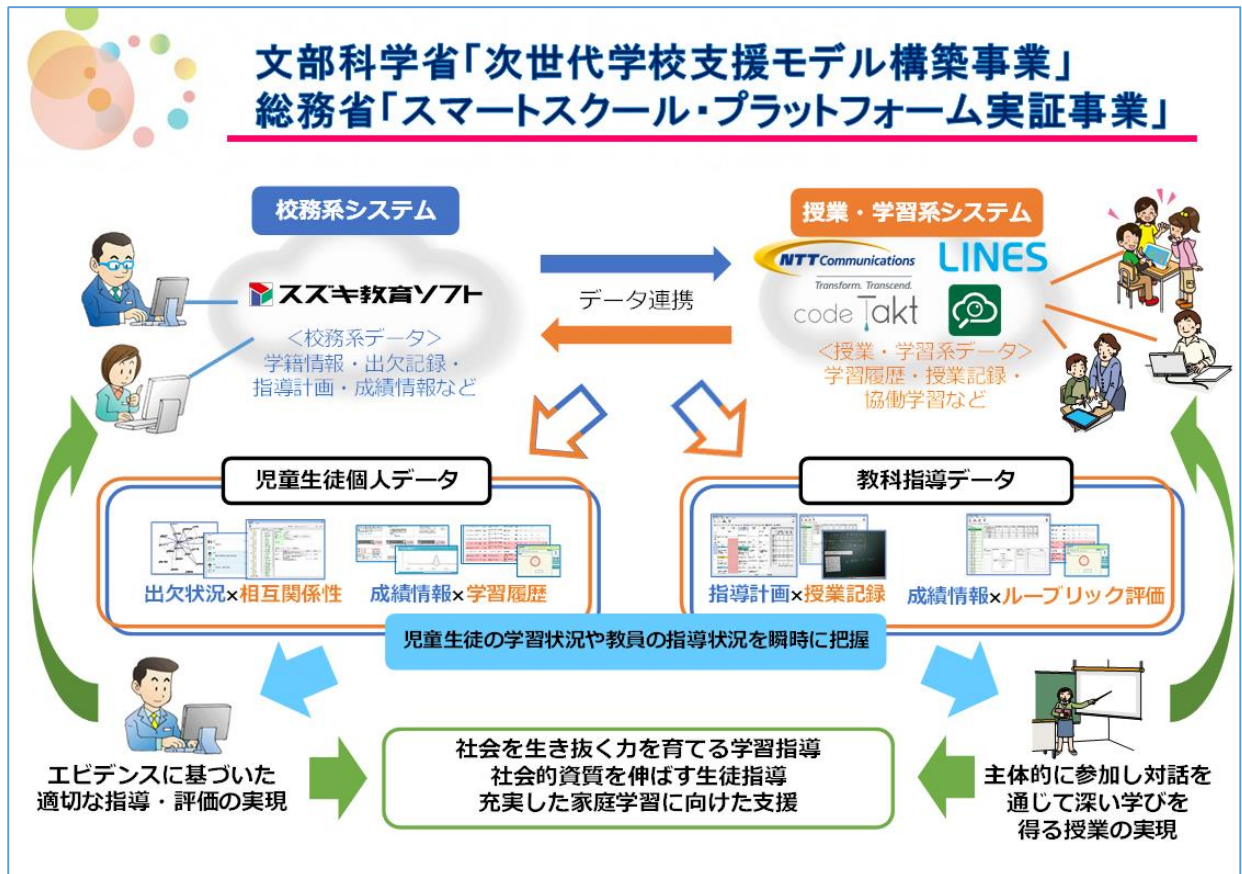 文部科学省「次世代学校支援モデル構築事業」
総務省「スマートスクール・プラットフォーム実証事業」
校務系システム
スズキ教育ソフト
<校務系データ>
学籍情報・出欠記録・
指導計画・成績情報など
データ連携
授業・学習系システム
NTT Communications
Transform. Transcend.
LINES
code Takt
<授業・学習系データ>
学習履歴・授業記録・
協働学習など
児童生徒個人データ
出欠状況×相互関係性
成績情報×学習履歴
教科指導データ
指導計画×授業記録
成績情報×ルーブリック評価
児童生徒の学習状況や教員の指導状況を瞬時に把握
エビデンスに基づいた
適切な指導・評価の実現
社会を生き抜く力を育てる学習指導
社会的資質を伸ばす生徒指導
充実した家庭学習に向けた支援
主体的に参加し対話を
通じて深い学びを
得る授業の実現